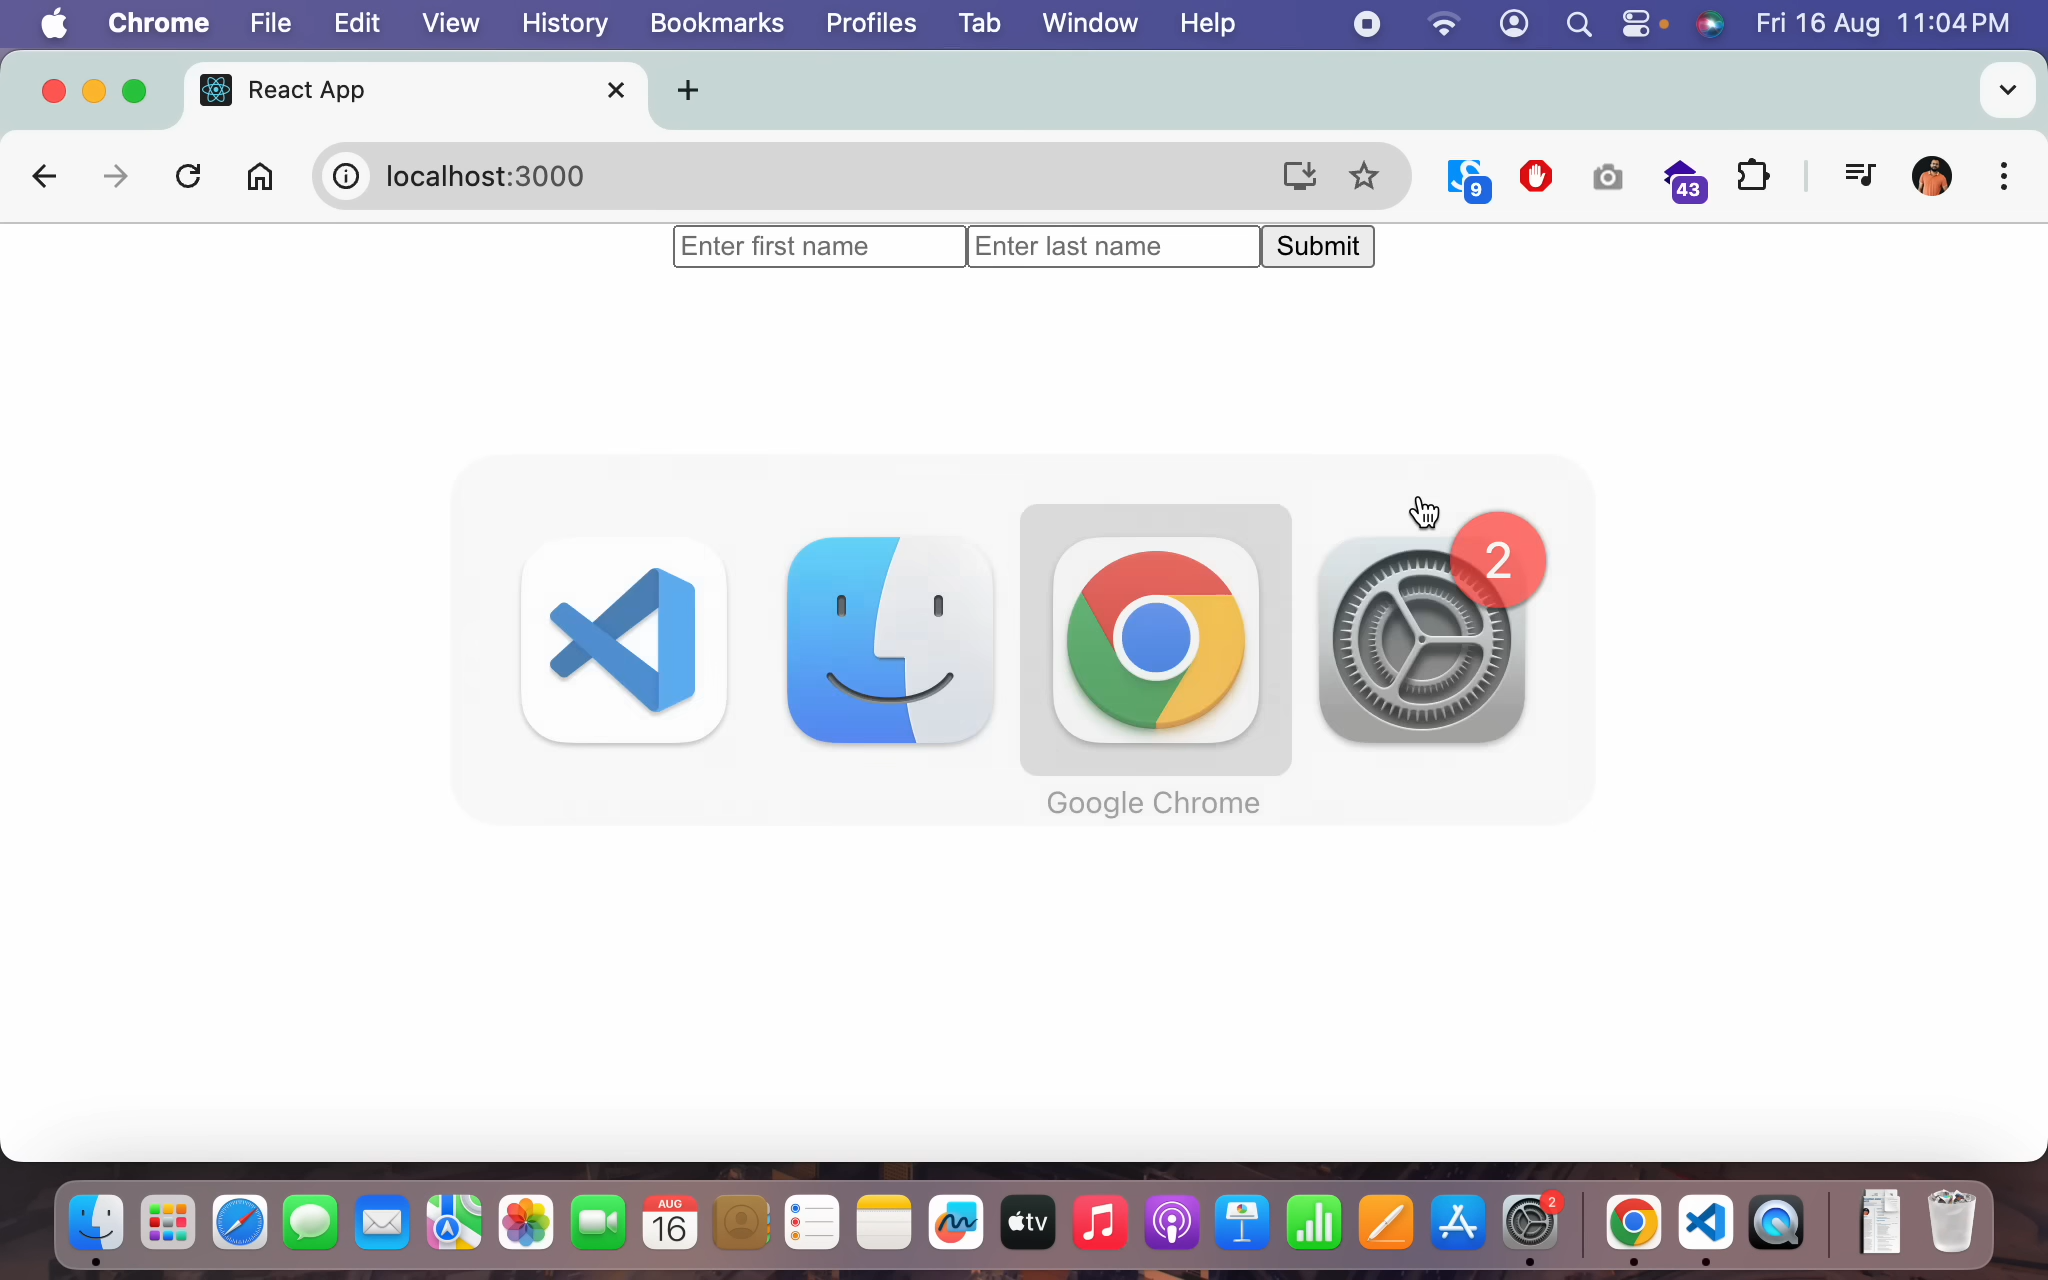 Chrome File Edit View History Bookmarks Profiles Tab Window Help Fri 16 Aug 11:04 PM
React App
localhost:3000 9 43
Enter first name Enter last name Submit
2
Google Chrome
AUG
16
tv
2